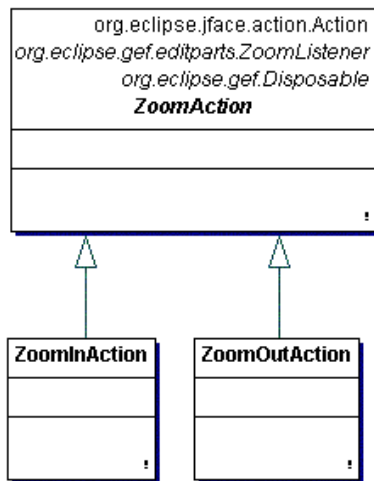 org.eclipse.jface.action.Action
org.eclipse.gef.editparts.ZoomListener
org.eclipse.gef.Disposable
ZoomAction
!
ZoomInAction
ZoomOutAction
!
!